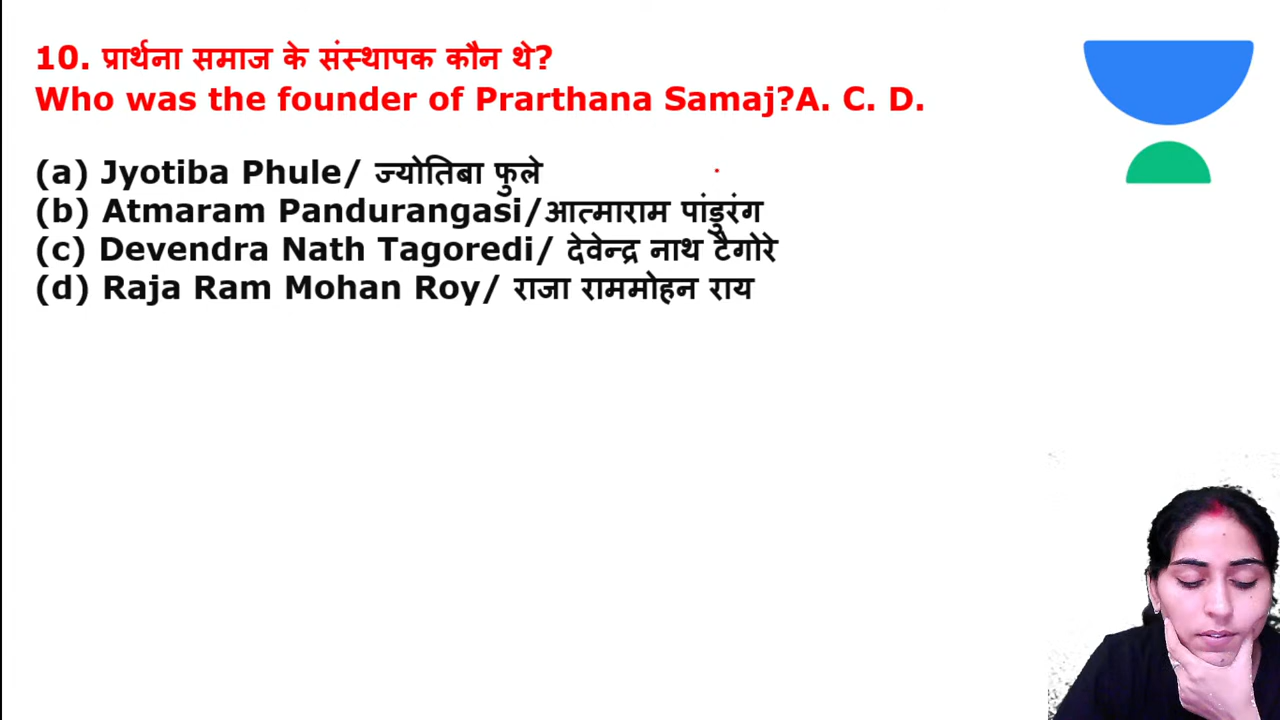 10. प्रार्थना समाज के संस्थापक कौन थे?
Who was the founder of Prarthana Samaj?A. C. D.
(a) Jyotiba Phule/ ज्योतिबा फुले
(b) Atmaram Pandurangasi/आत्माराम पांडुरंग
(c) Devendra Nath Tagoredi/ देवेन्द्र नाथ टैगोरे
(d) Raja Ram Mohan Roy/ राजा राममोहन राय